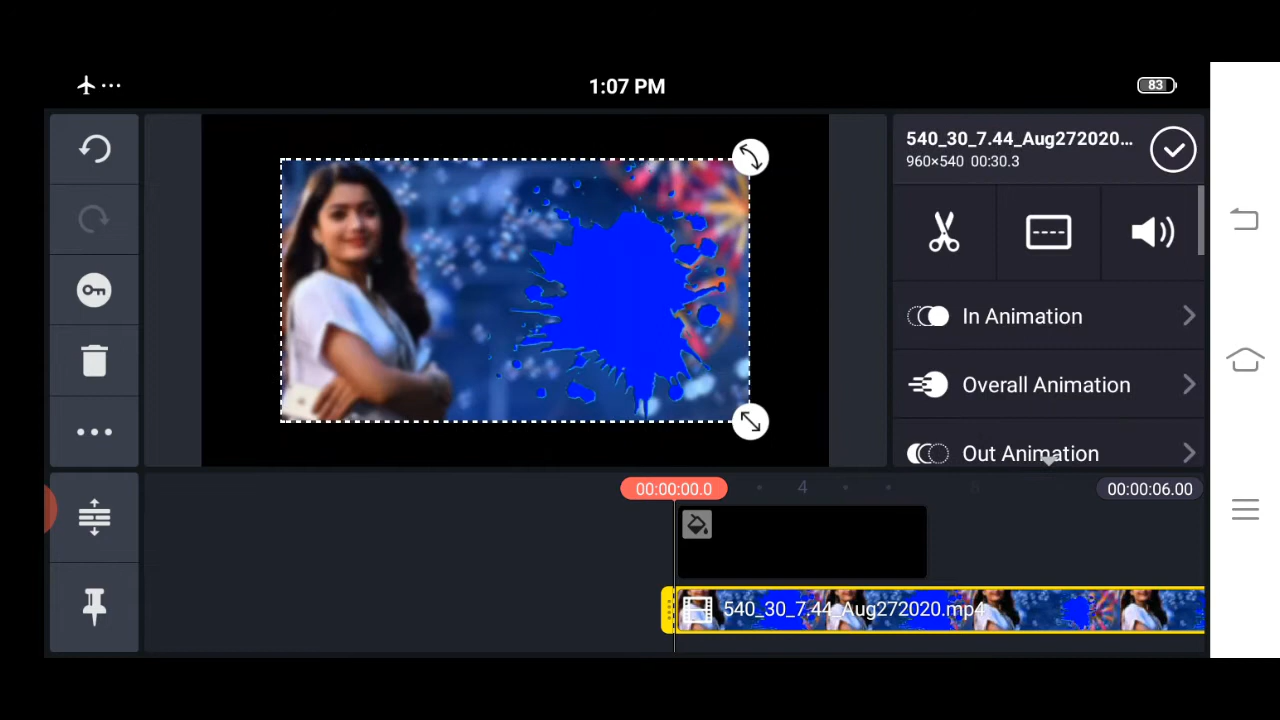 1:07 PM
83
540_30_7.44_Aug272020...
960×540 00:30.3
In Animation
Overall Animation
Out Animation
00:00:00.0
4
8
00:00:06.00
540_30_7.44_Aug272020.mp4